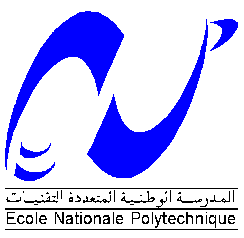 المدرسة الوطنية المتعددة التقنيات
Ecole Nationale Polytechnique